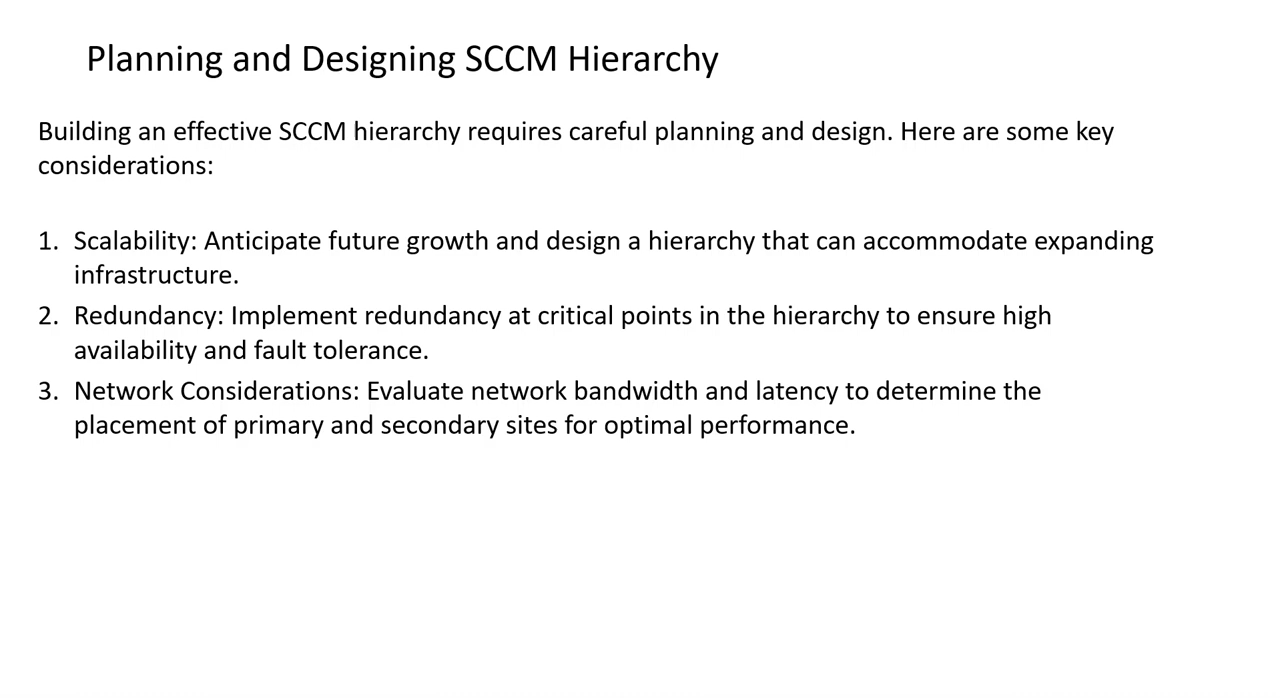 Planning and Designing SCCM Hierarchy
Building an effective SCCM hierarchy requires careful planning and design. Here are some key
considerations:
1. Scalability: Anticipate future growth and design a hierarchy that can accommodate expanding
infrastructure.
2. Redundancy: Implement redundancy at critical points in the hierarchy to ensure high
availability and fault tolerance.
3. Network Considerations: Evaluate network bandwidth and latency to determine the
placement of primary and secondary sites for optimal performance.